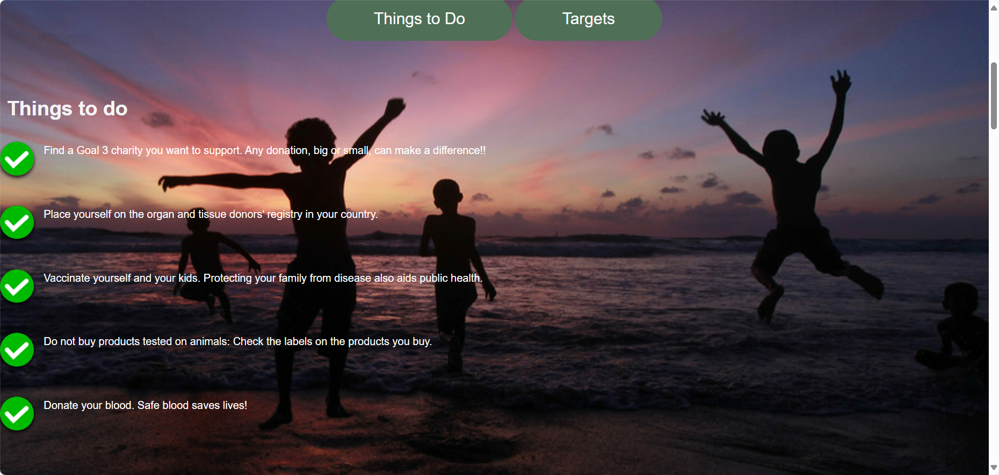 Things to Do
Targets
Things to do
Find a Goal 3 charity you want to support. Any donation, big or small, can make a difference!!
Place yourself on the organ and tissue donors’ registry in your country.
Vaccinate yourself and your kids. Protecting your family from disease also aids public health.
Do not buy products tested on animals: Check the labels on the products you buy.
Donate your blood. Safe blood saves lives!